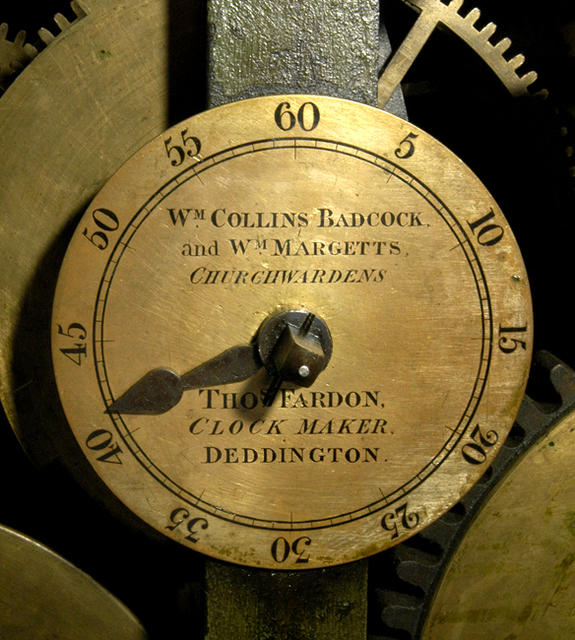 60
5
10
15
20
25
30
35
40
45
50
55
Wᴹ COLLINS BADCOCK.
and Wᴹ MARGETTS,
CHURCHWARDENS
THOˢ FARDON,
CLOCK MAKER.
DEDDINGTON.